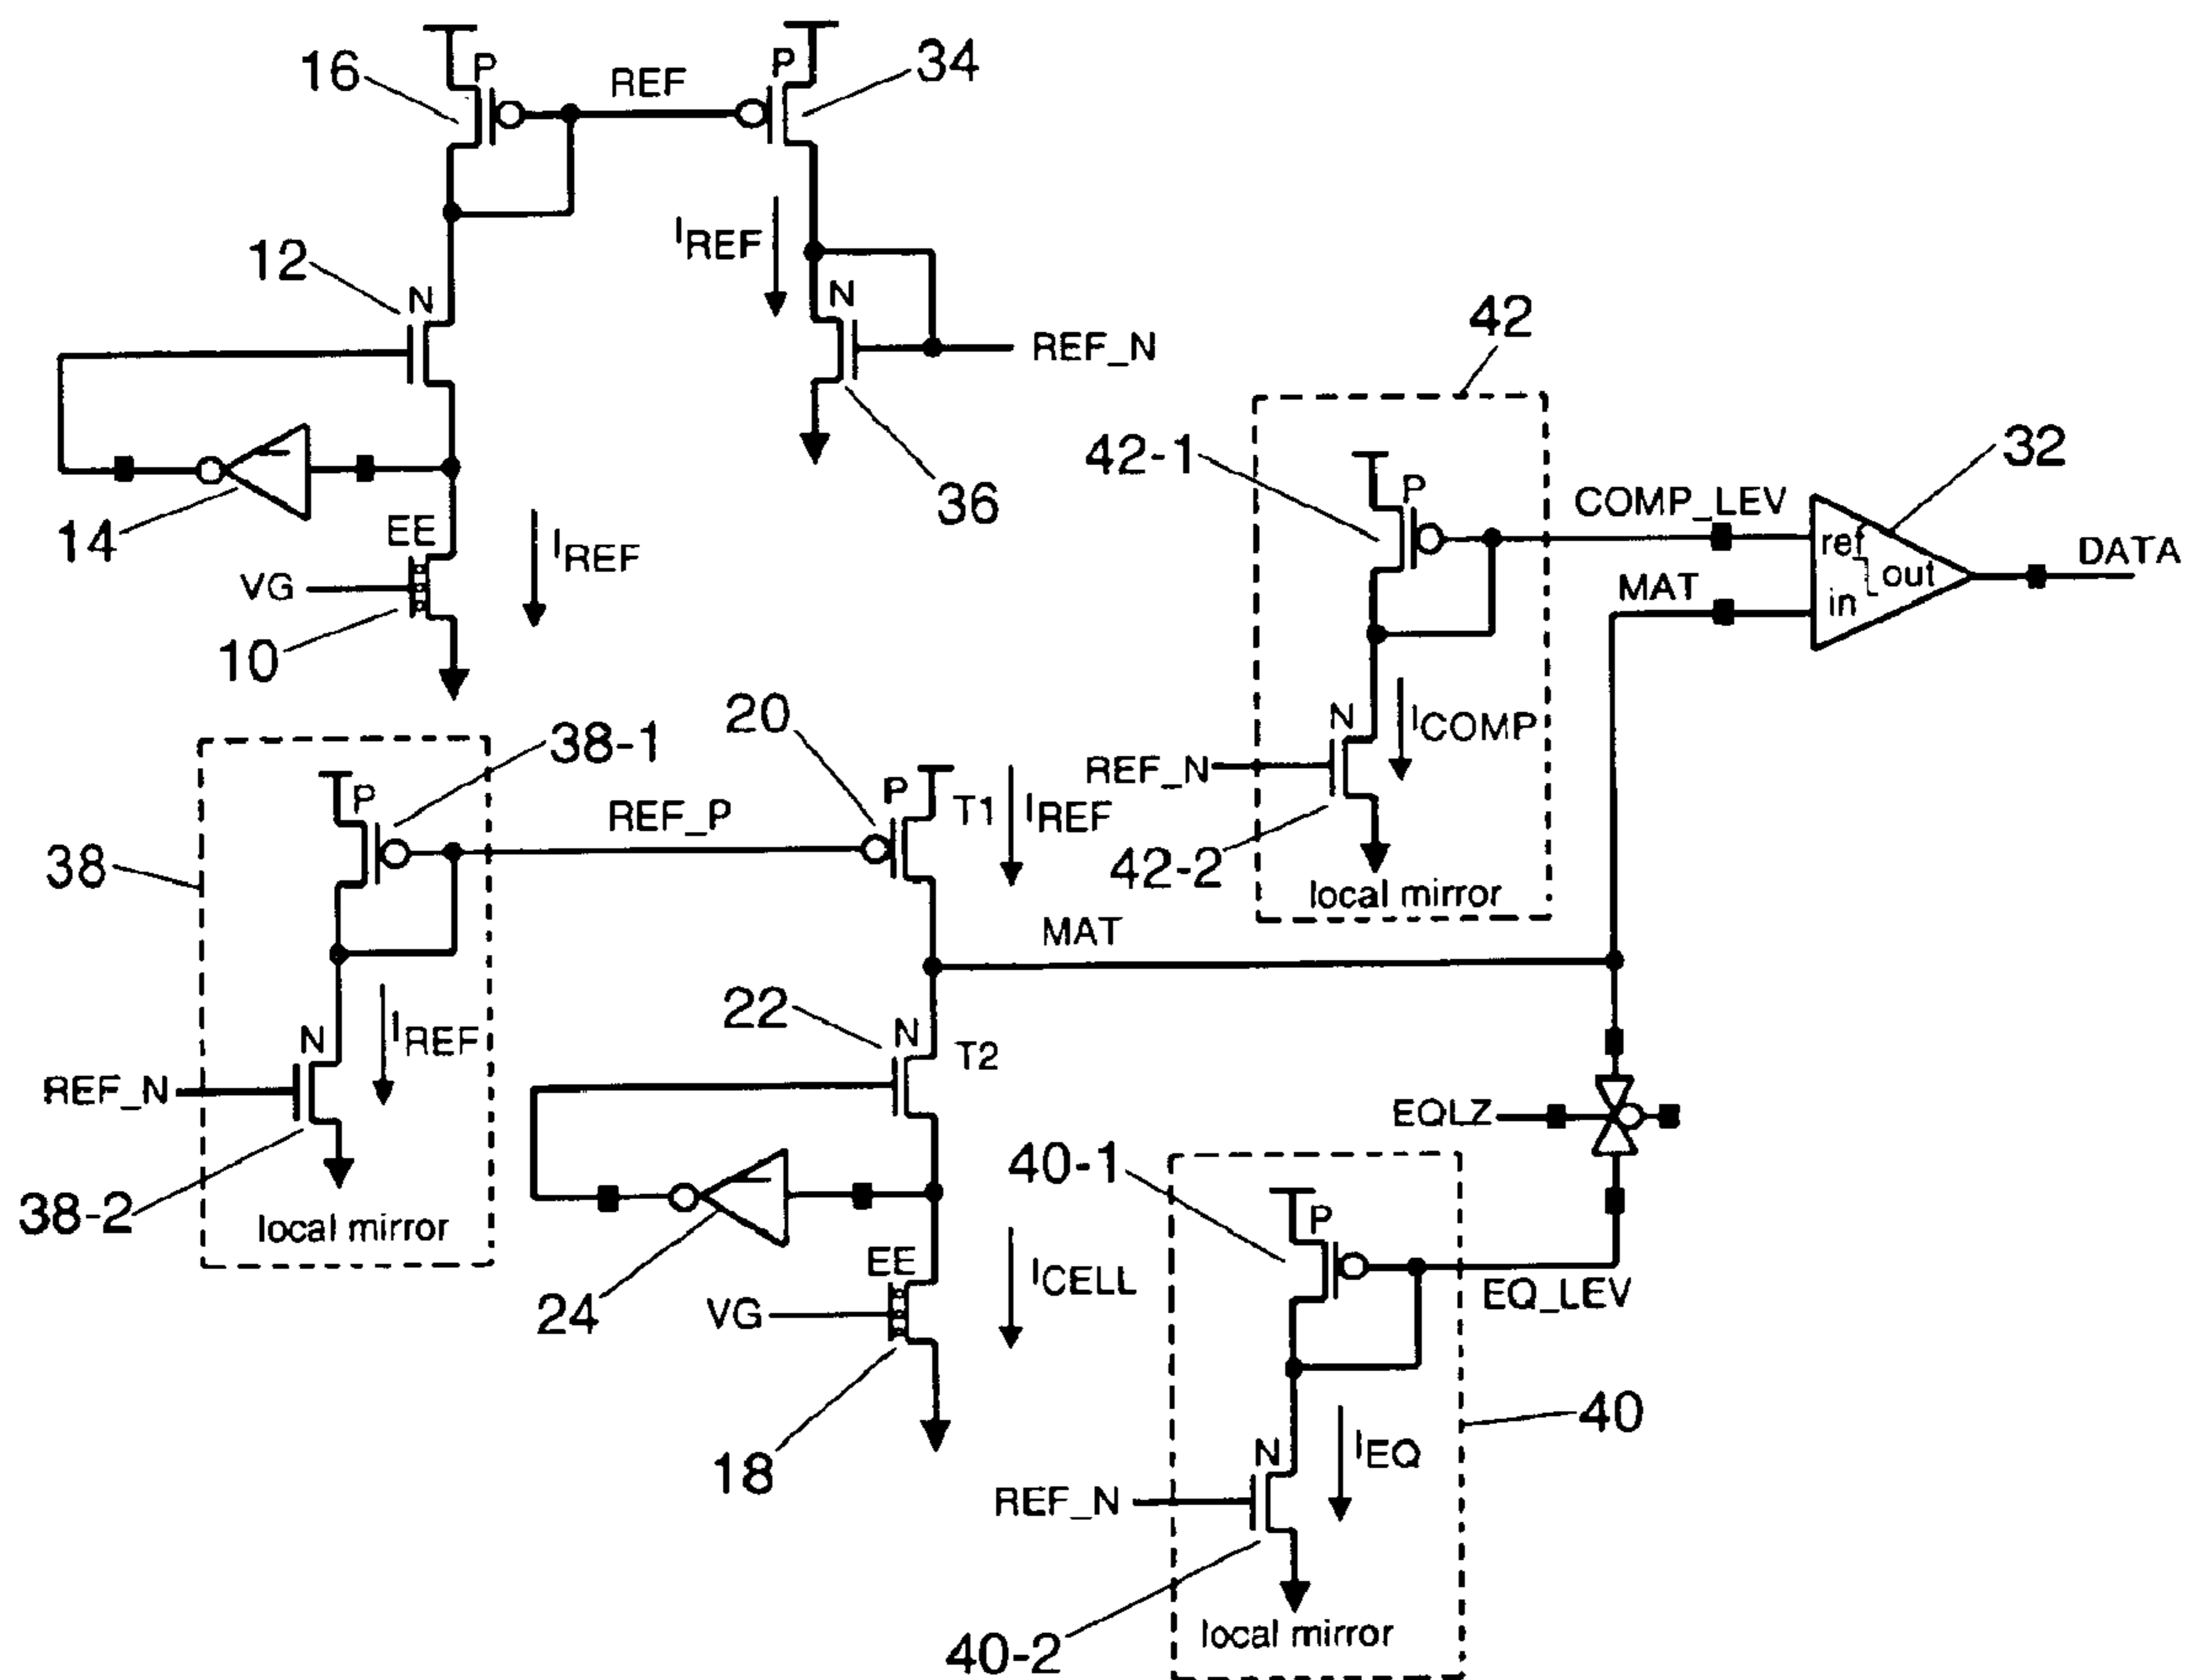 16
P
REF
P
34
12
N
IREF
N
REF_N
36
14
EE
VG
IREF
10
42
42-1
P
COMP_LEV
ref
out
in
32
DATA
MAT
N
ICOMP
REF_N
42-2
local mirror
38-1
P
REF_P
20
P
T1
IREF
38
MAT
22
N
T2
N
IREF
REF_N
38-2
local mirror
24
EE
VG
ICELL
18
EQLZ
40-1
P
EQ_LEV
40
N
IEQ
REF_N
40-2
local mirror